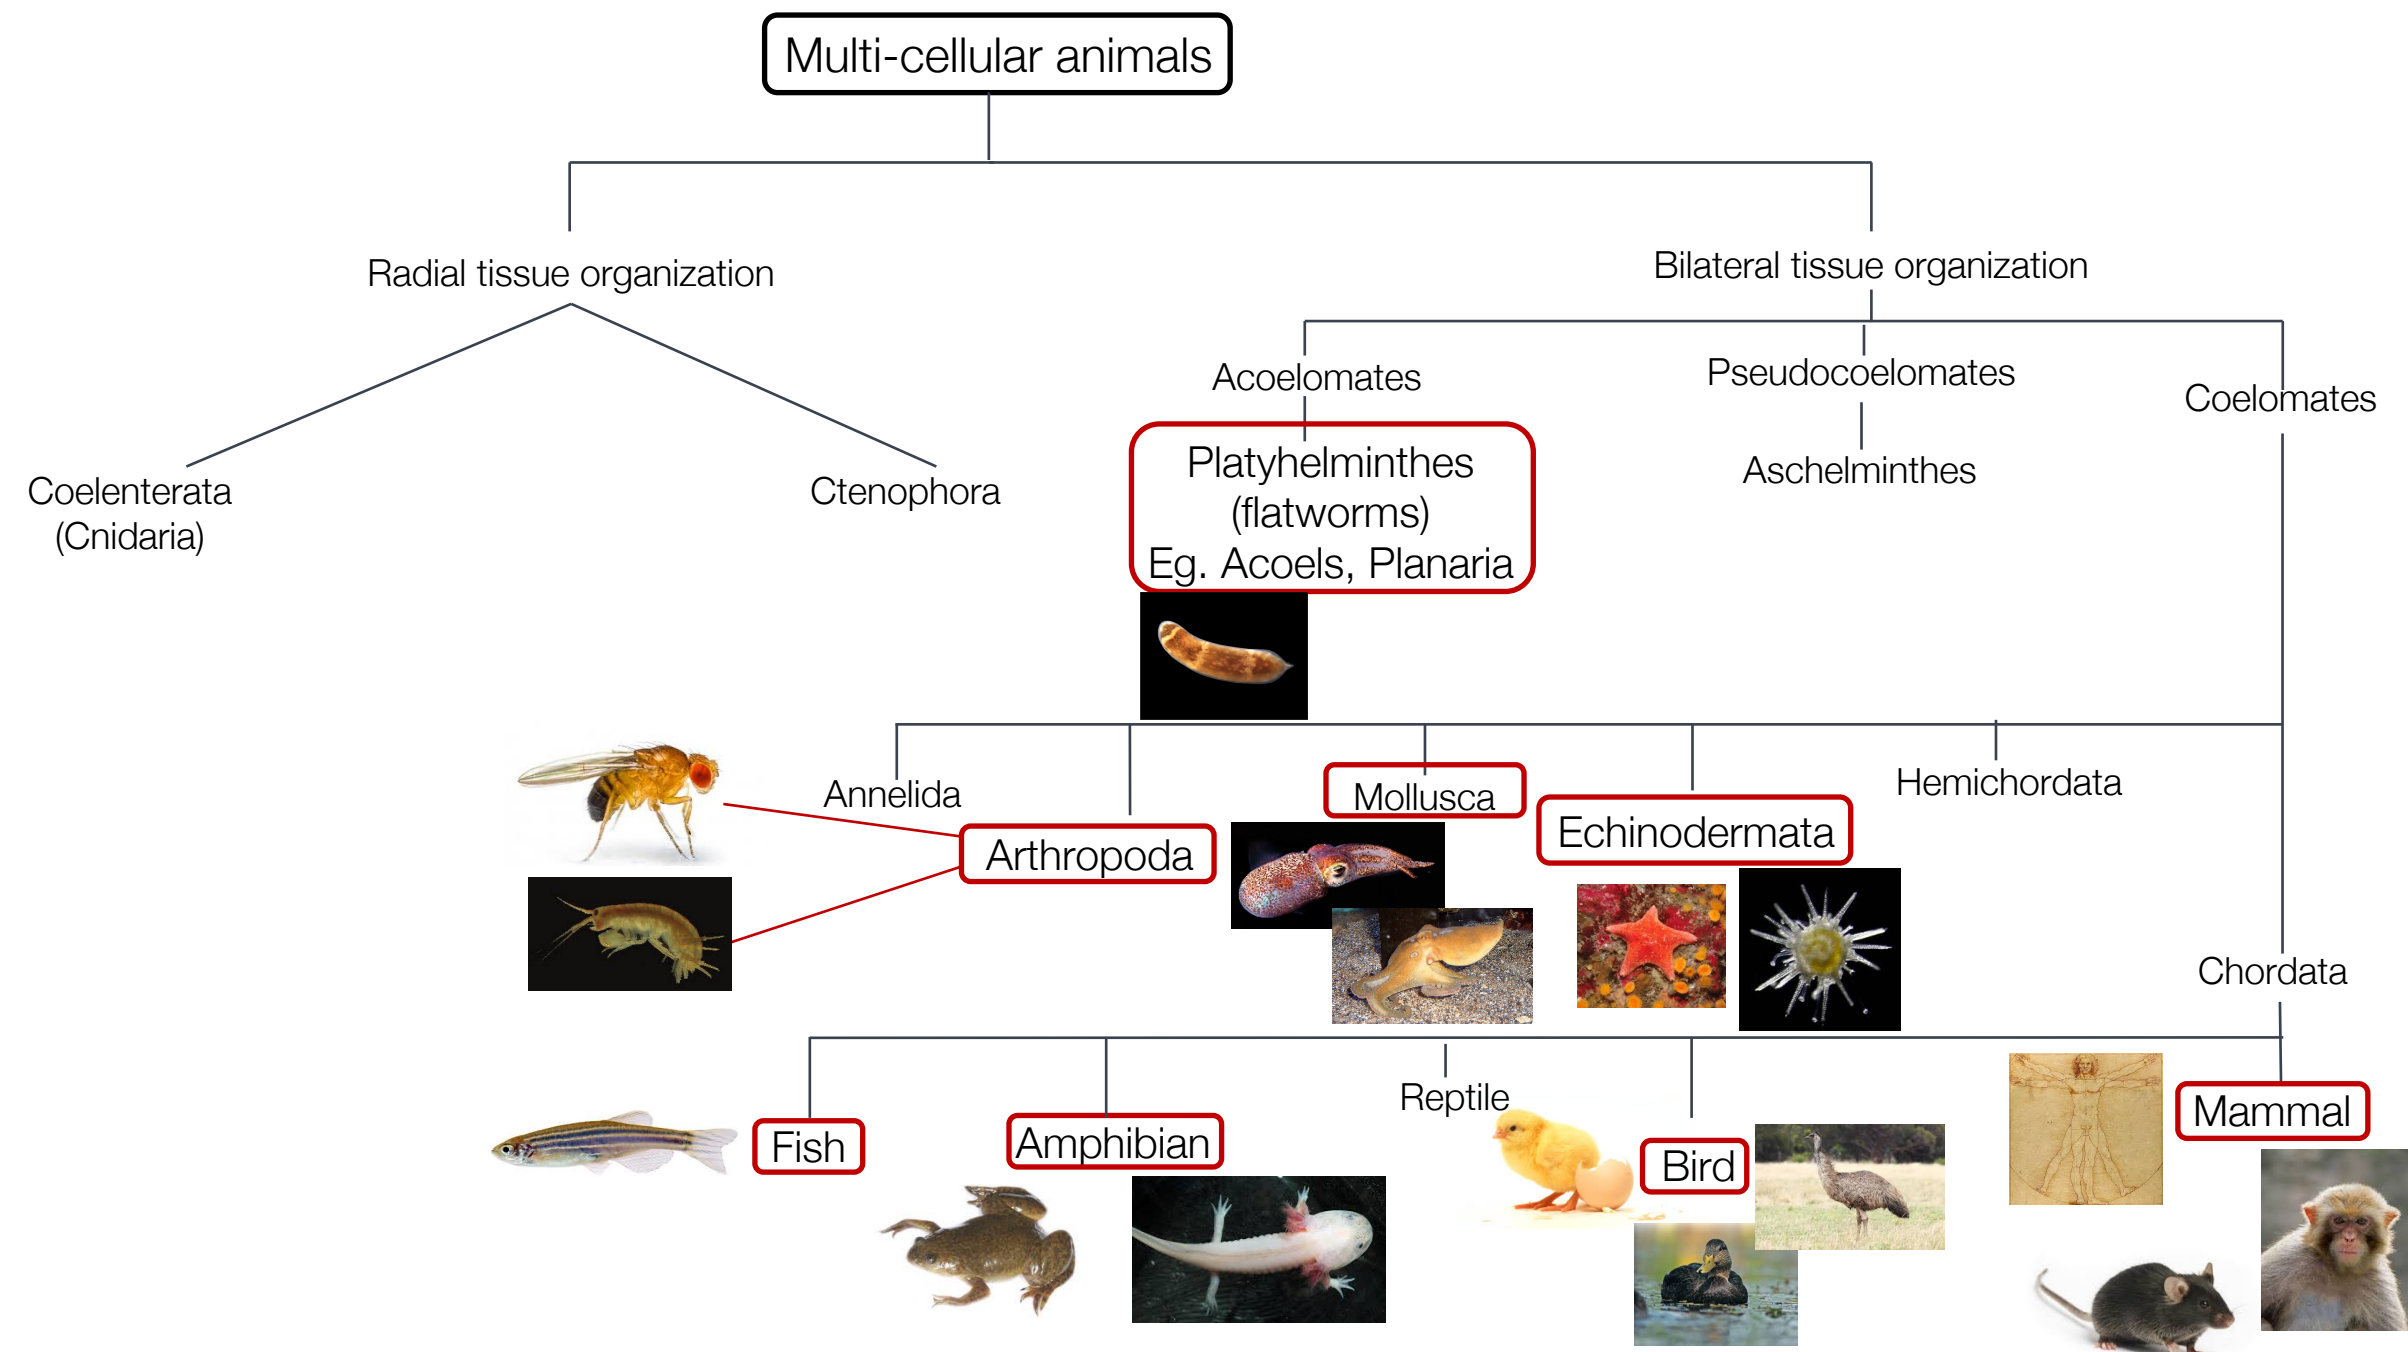 Multi-cellular animals
Radial tissue organization
Bilateral tissue organization
Acoelomates
Pseudocoelomates
Coelomates
Platyhelminthes
(flatworms)
Eg. Acoels, Planaria
Aschelminthes
Coelenterata
(Cnidaria)
Ctenophora
Annelida
Arthropoda
Mollusca
Echinodermata
Hemichordata
Chordata
Fish
Amphibian
Reptile
Bird
Mammal